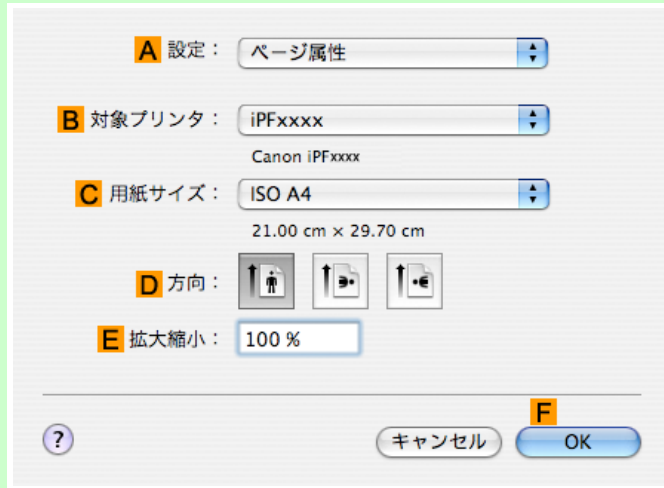 A 設定： ページ属性
B 対象プリンタ： iPFxxxx
Canon iPFxxxx
C 用紙サイズ： ISO A4
21.00 cm × 29.70 cm
D 方向：
E 拡大縮小： 100 %
F
? キャンセル OK